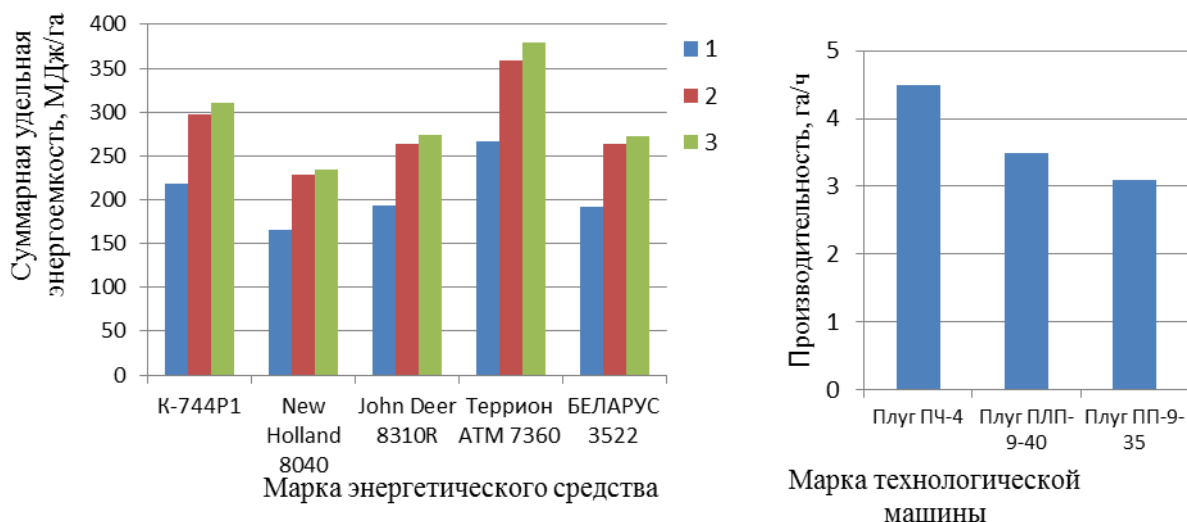 Суммарная удельная
энергоемкость, МДж/га
400
350
300
250
200
150
100
50
0
К-744Р1
New
Holland
8040
John Deer
8310R
Террион
АТМ 7360
БЕЛАРУС
3522
Марка энергетического средства
1
2
3
Производительность, га/ч
5
4
3
2
1
0
Плуг ПЧ-4
Плуг ПЛП-
9-40
Плуг ПП-9-
35
Марка технологической
машины